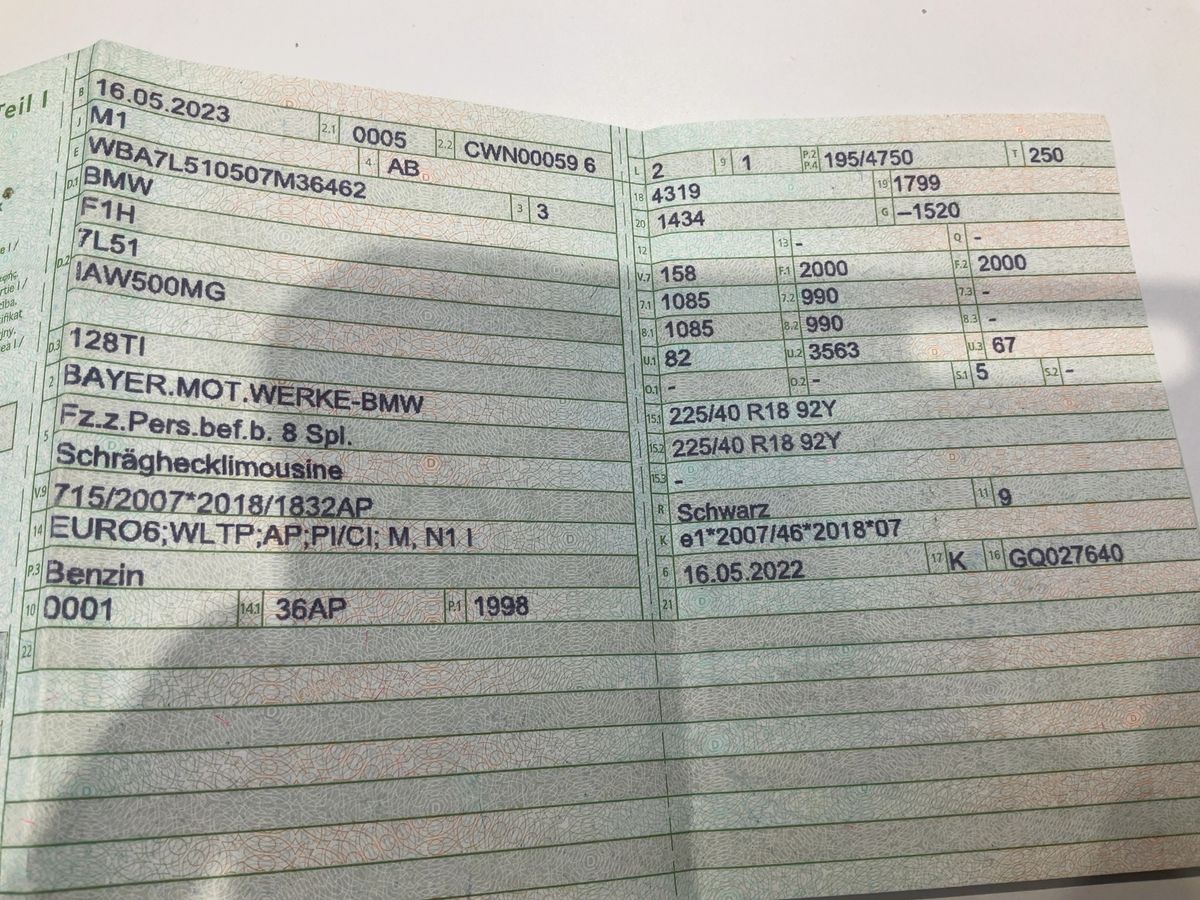 Teil I
B 16.05.2023 2.1 0005 2.2 CWN00059 6
J M1 4 AB
E WBA7L510507M36462 3 3
D.1 BMW
F1H
D.2 7L51
IAW500MG
D.3 128TI
2 BAYER.MOT.WERKE-BMW
5 Fz.z.Pers.bef.b. 8 Spl.
Schräghecklimousine
V.9 715/2007*2018/1832AP
14 EURO6;WLTP;AP;PI/CI; M, N1 I
P.3 Benzin
10 0001 14.1 36AP P.1 1998
22
L 2 9 1 P.2 P.4 195/4750 T 250
18 4319 19 1799
20 1434 G –1520
12 13 - Q -
V.7 158 F.1 2000 F.2 2000
7.1 1085 7.2 990 7.3 -
8.1 1085 8.2 990 8.3 -
U.1 82 U.2 3563 U.3 67
O.1 - O.2 - S.1 5 S.2 -
15.1 225/40 R18 92Y
15.2 225/40 R18 92Y
15.3 -
R Schwarz 11 9
K e1*2007/46*2018*07
6 16.05.2022 17 K 16 GQ027640
21